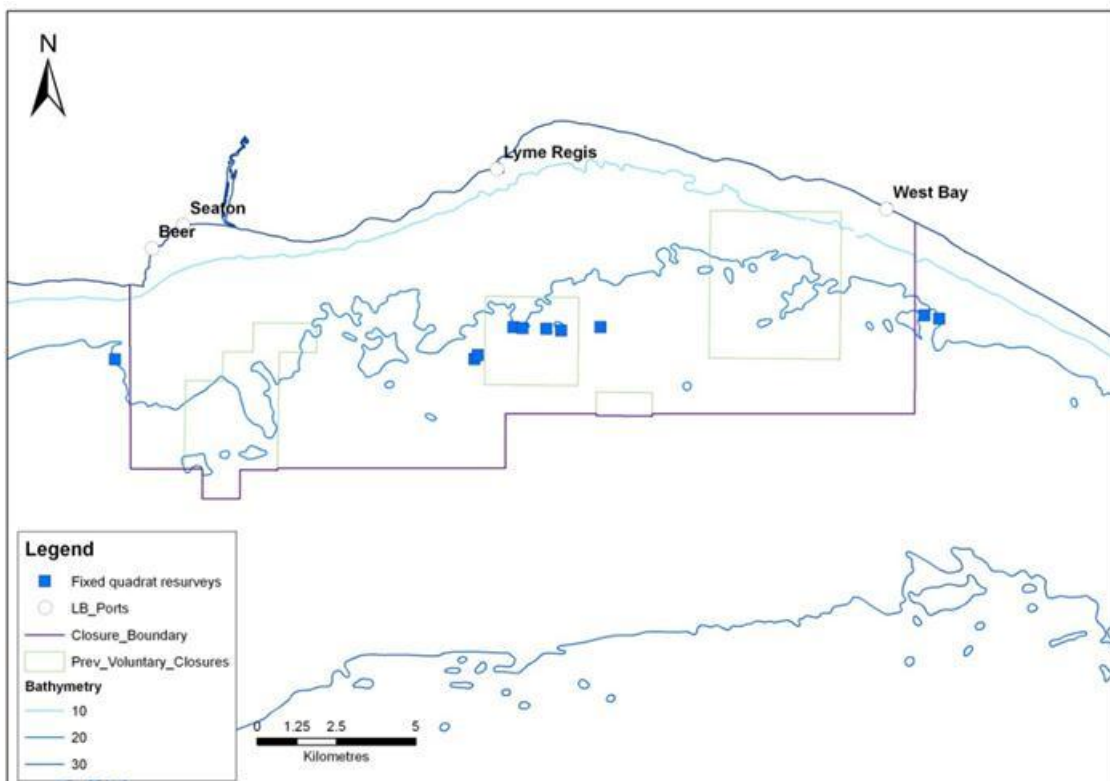 N
Lyme Regis
West Bay
Seaton
Beer
Legend
Fixed quadrat resurveys
LB_Ports
Closure_Boundary
Prev_Voluntary_Closures
Bathymetry
10
20
30
0 1.25 2.5 5
Kilometres